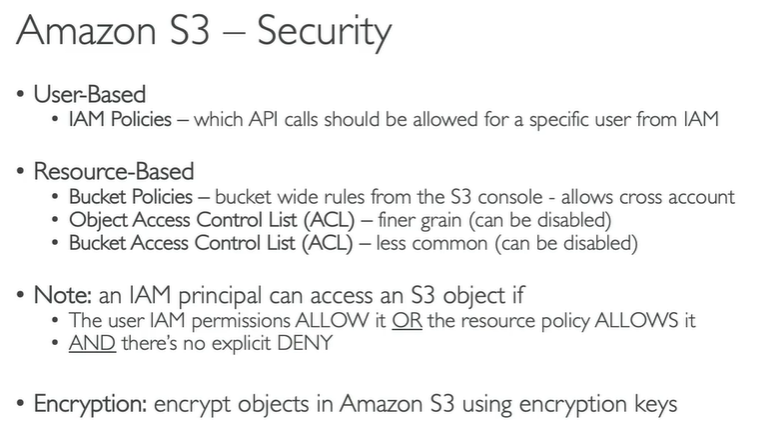 Amazon S3 – Security
• User-Based
• IAM Policies – which API calls should be allowed for a specific user from IAM
• Resource-Based
• Bucket Policies – bucket wide rules from the S3 console - allows cross account
• Object Access Control List (ACL) – finer grain (can be disabled)
• Bucket Access Control List (ACL) – less common (can be disabled)
• Note: an IAM principal can access an S3 object if
• The user IAM permissions ALLOW it OR the resource policy ALLOWS it
• AND there's no explicit DENY
• Encryption: encrypt objects in Amazon S3 using encryption keys